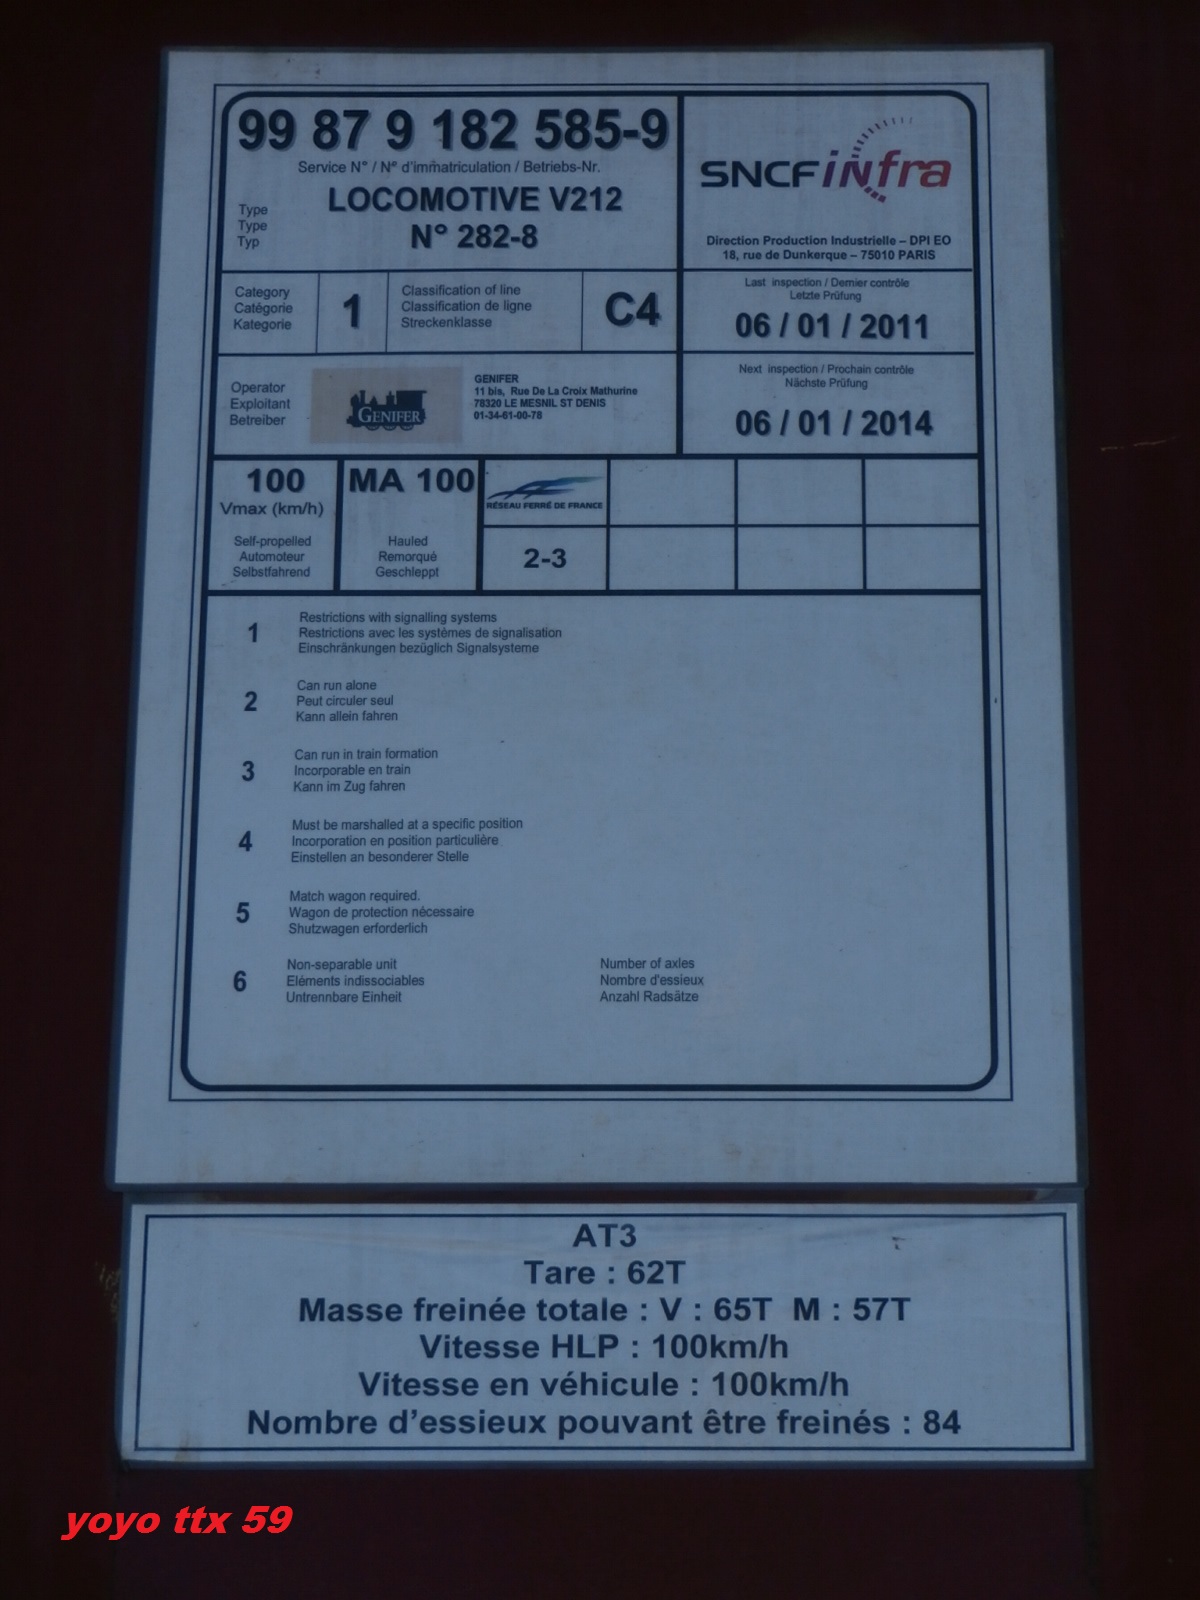 99 87 9 182 585-9
Service N° / N° d'immatriculation / Betriebs-Nr.
Type
Type
Typ
LOCOMOTIVE V212
N° 282-8
SNCF infra
Direction Production Industrielle – DPI EO
18, rue de Dunkerque – 75010 PARIS
Category
Catégorie
Kategorie
1
Classification of line
Classification de ligne
Streckenklasse
C4
Last inspection / Dernier contrôle
Letzte Prüfung
06 / 01 / 2011
Operator
Exploitant
Betreiber
GENIFER
GENIFER
11 bis, Rue De La Croix Mathurine
78320 LE MESNIL ST DENIS
01-34-61-00-78
Next inspection / Prochain contrôle
Nächste Prüfung
06 / 01 / 2014
100
Vmax (km/h)
Self-propelled
Automoteur
Selbstfahrend
MA 100
Hauled
Remorqué
Geschleppt
RÉSEAU FERRÉ DE FRANCE
2-3
1
Restrictions with signalling systems
Restrictions avec les systèmes de signalisation
Einschränkungen bezüglich Signalsysteme
2
Can run alone
Peut circuler seul
Kann allein fahren
3
Can run in train formation
Incorporable en train
Kann im Zug fahren
4
Must be marshalled at a specific position
Incorporation en position particulière
Einstellen an besonderer Stelle
5
Match wagon required.
Wagon de protection nécessaire
Shutzwagen erforderlich
6
Non-separable unit
Eléments indissociables
Untrennbare Einheit
Number of axles
Nombre d'essieux
Anzahl Radsätze
AT3
Tare : 62T
Masse freinée totale : V : 65T M : 57T
Vitesse HLP : 100km/h
Vitesse en véhicule : 100km/h
Nombre d'essieux pouvant être freinés : 84
yoyo ttx 59